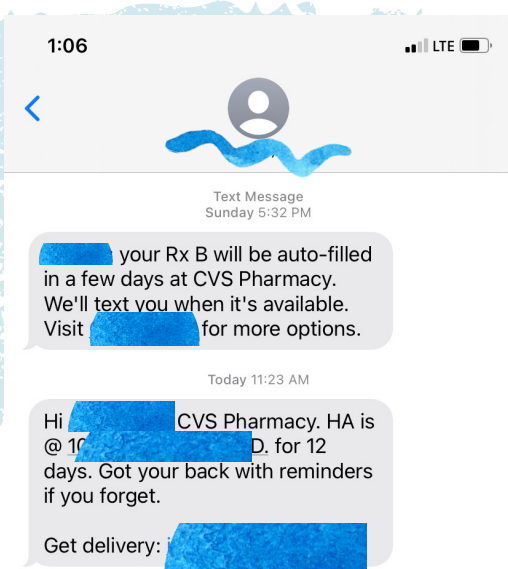 1:06
LTE
Text Message
Sunday 5:32 PM
your Rx B will be auto-filled
in a few days at CVS Pharmacy.
We'll text you when it's available.
Visit for more options.
Today 11:23 AM
Hi CVS Pharmacy. HA is
@ 10 D. for 12
days. Got your back with reminders
if you forget.
Get delivery: